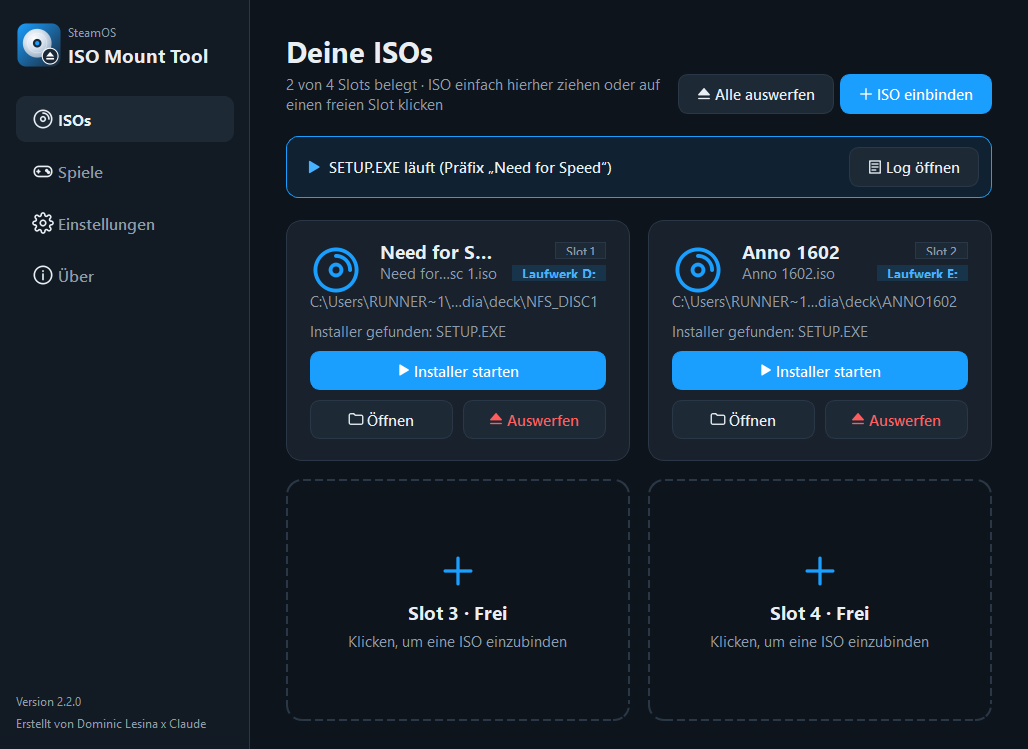 SteamOS
ISO Mount Tool
ISOs
Spiele
Einstellungen
Über
Version 2.2.0
Erstellt von Dominic Lesina x Claude
Deine ISOs
2 von 4 Slots belegt · ISO einfach hierher ziehen oder auf
einen freien Slot klicken
Alle auswerfen
ISO einbinden
SETUP.EXE läuft (Präfix „Need for Speed“)
Log öffnen
Need for S...
Slot 1
Need for...sc 1.iso
Laufwerk D:
C:\Users\RUNNER~1\...dia\deck\NFS_DISC1
Installer gefunden: SETUP.EXE
Installer starten
Öffnen
Auswerfen
Anno 1602
Slot 2
Anno 1602.iso
Laufwerk E:
C:\Users\RUNNER~1...dia\deck\ANNO1602
Installer gefunden: SETUP.EXE
Installer starten
Öffnen
Auswerfen
Slot 3 · Frei
Klicken, um eine ISO einzubinden
Slot 4 · Frei
Klicken, um eine ISO einzubinden